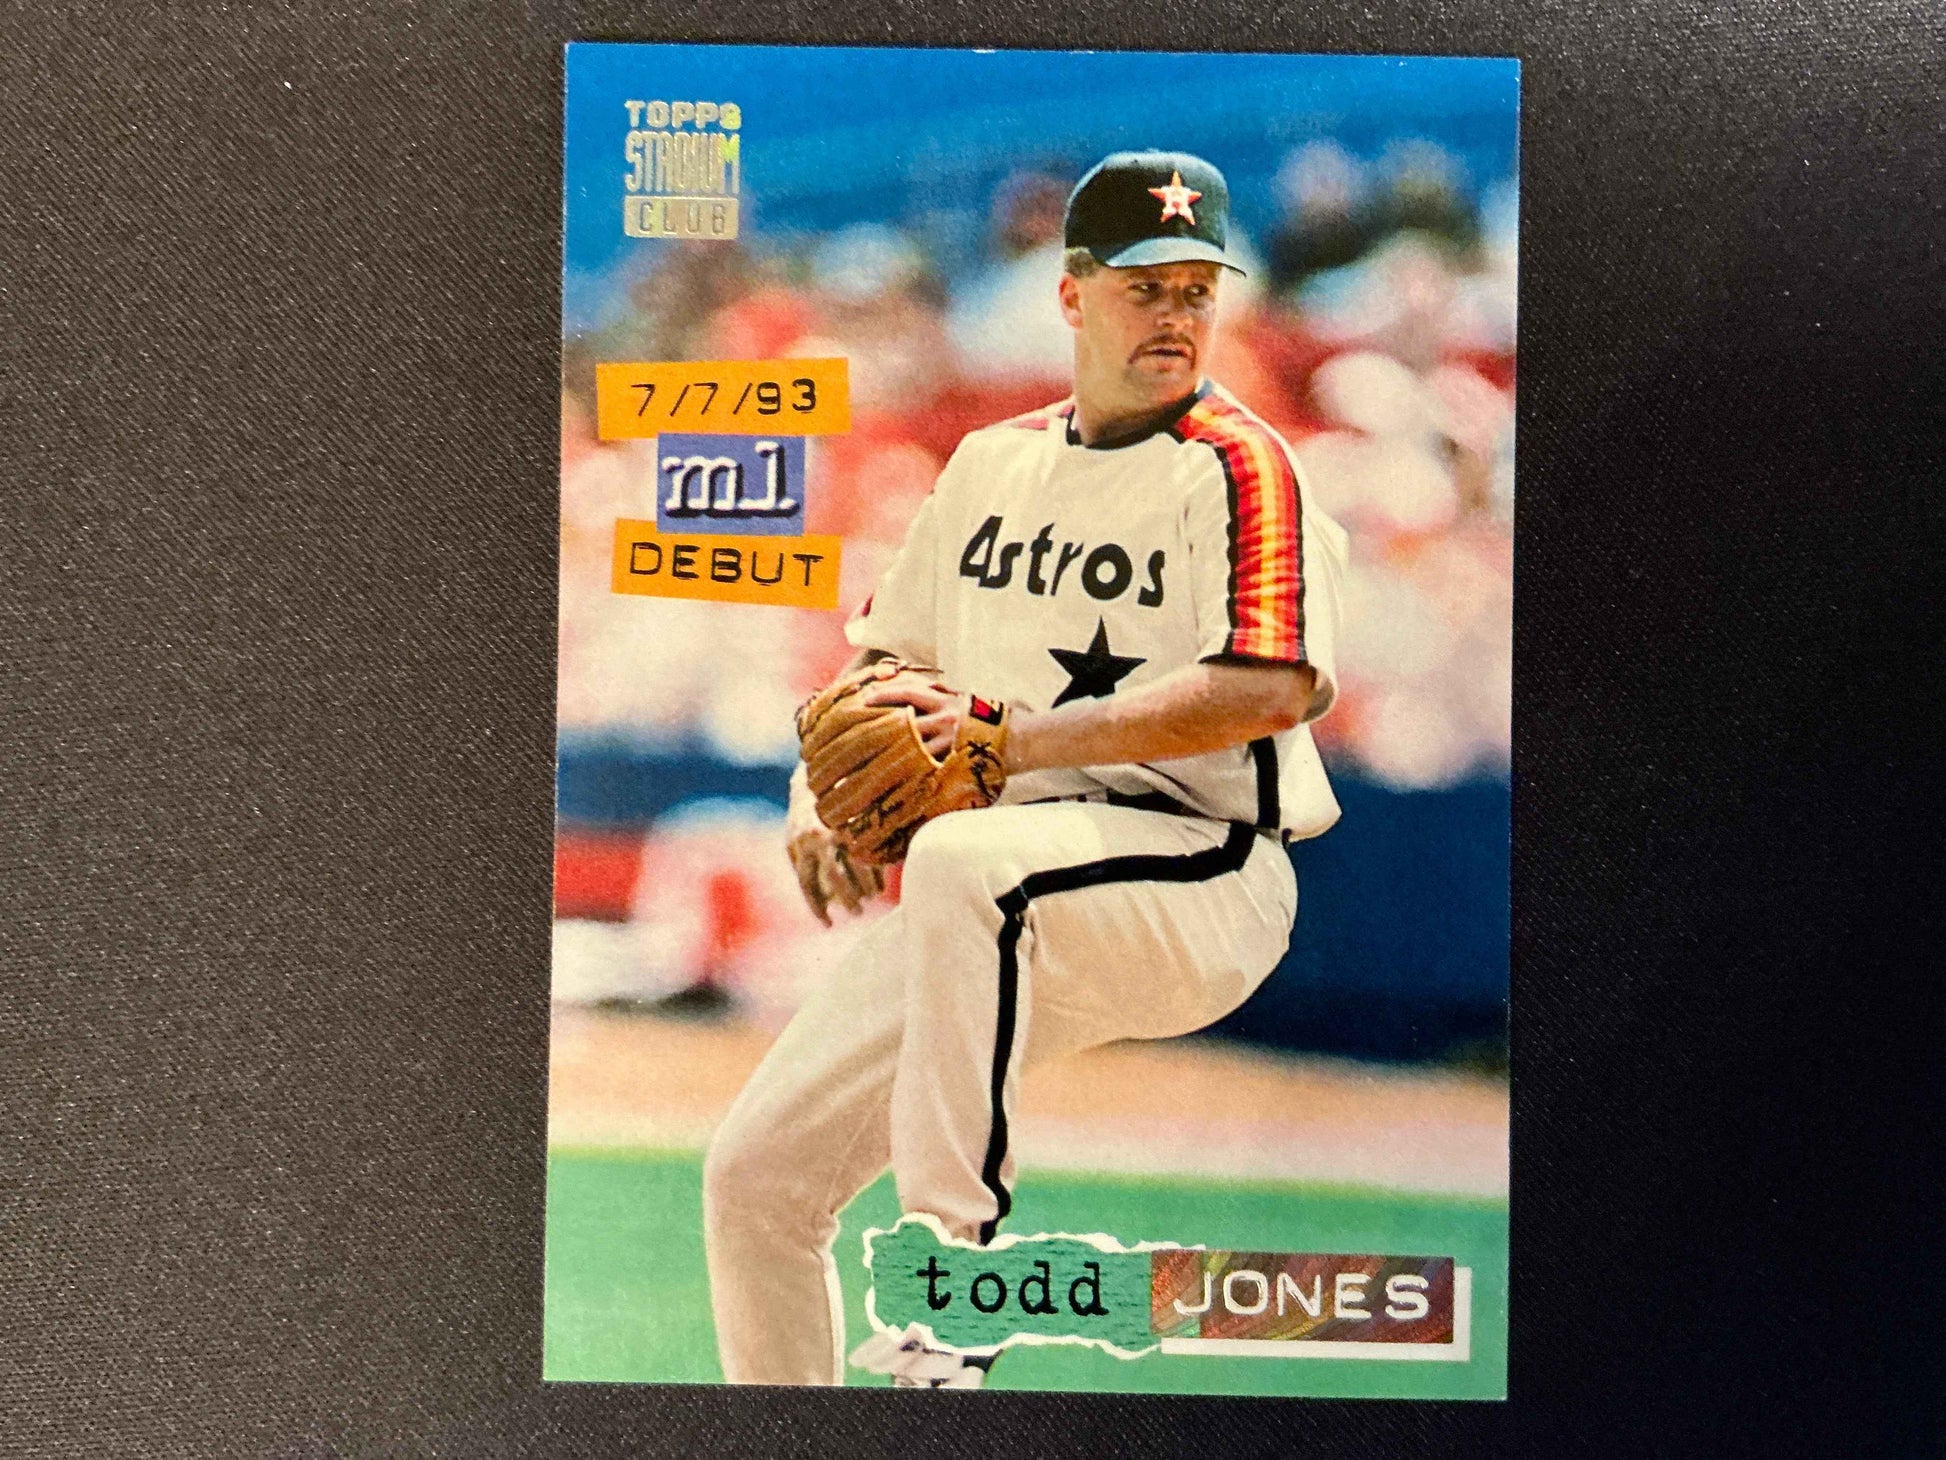 TOPPS
STADIUM
CLUB
7/7/93
ml
DEBUT
H
Astros
todd
JONES